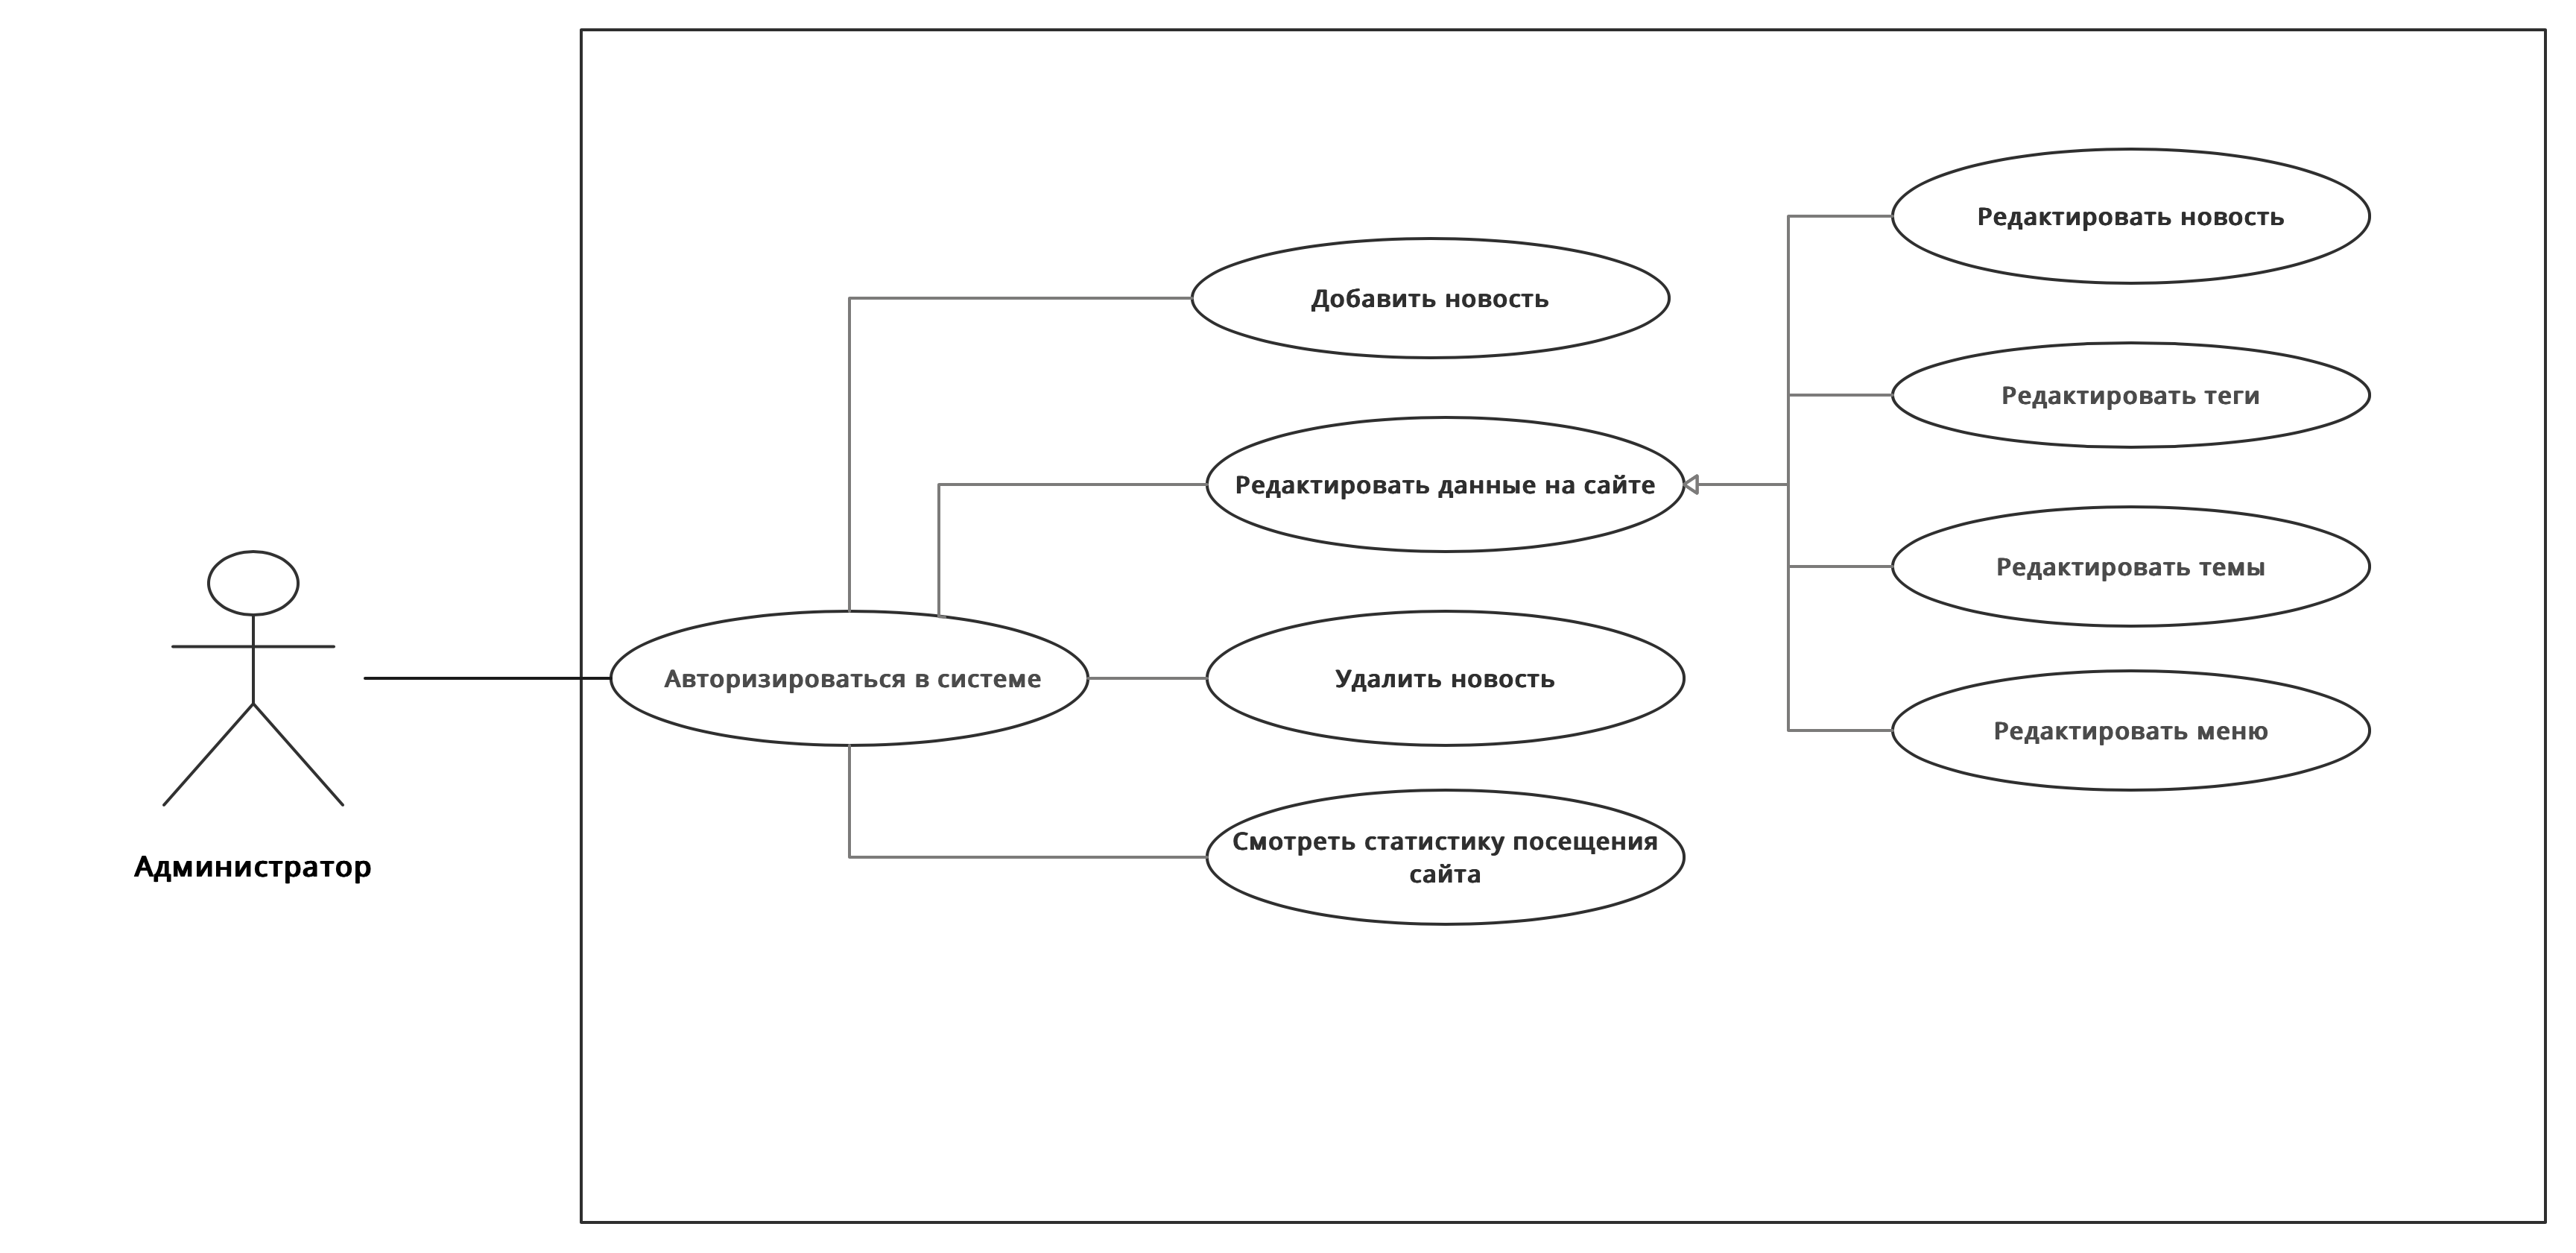 Редактировать новость
Добавить новость
Редактировать теги
Редактировать данные на сайте
Редактировать темы
Авторизироваться в системе
Удалить новость
Редактировать меню
Смотреть статистику посещения
сайта
Администратор